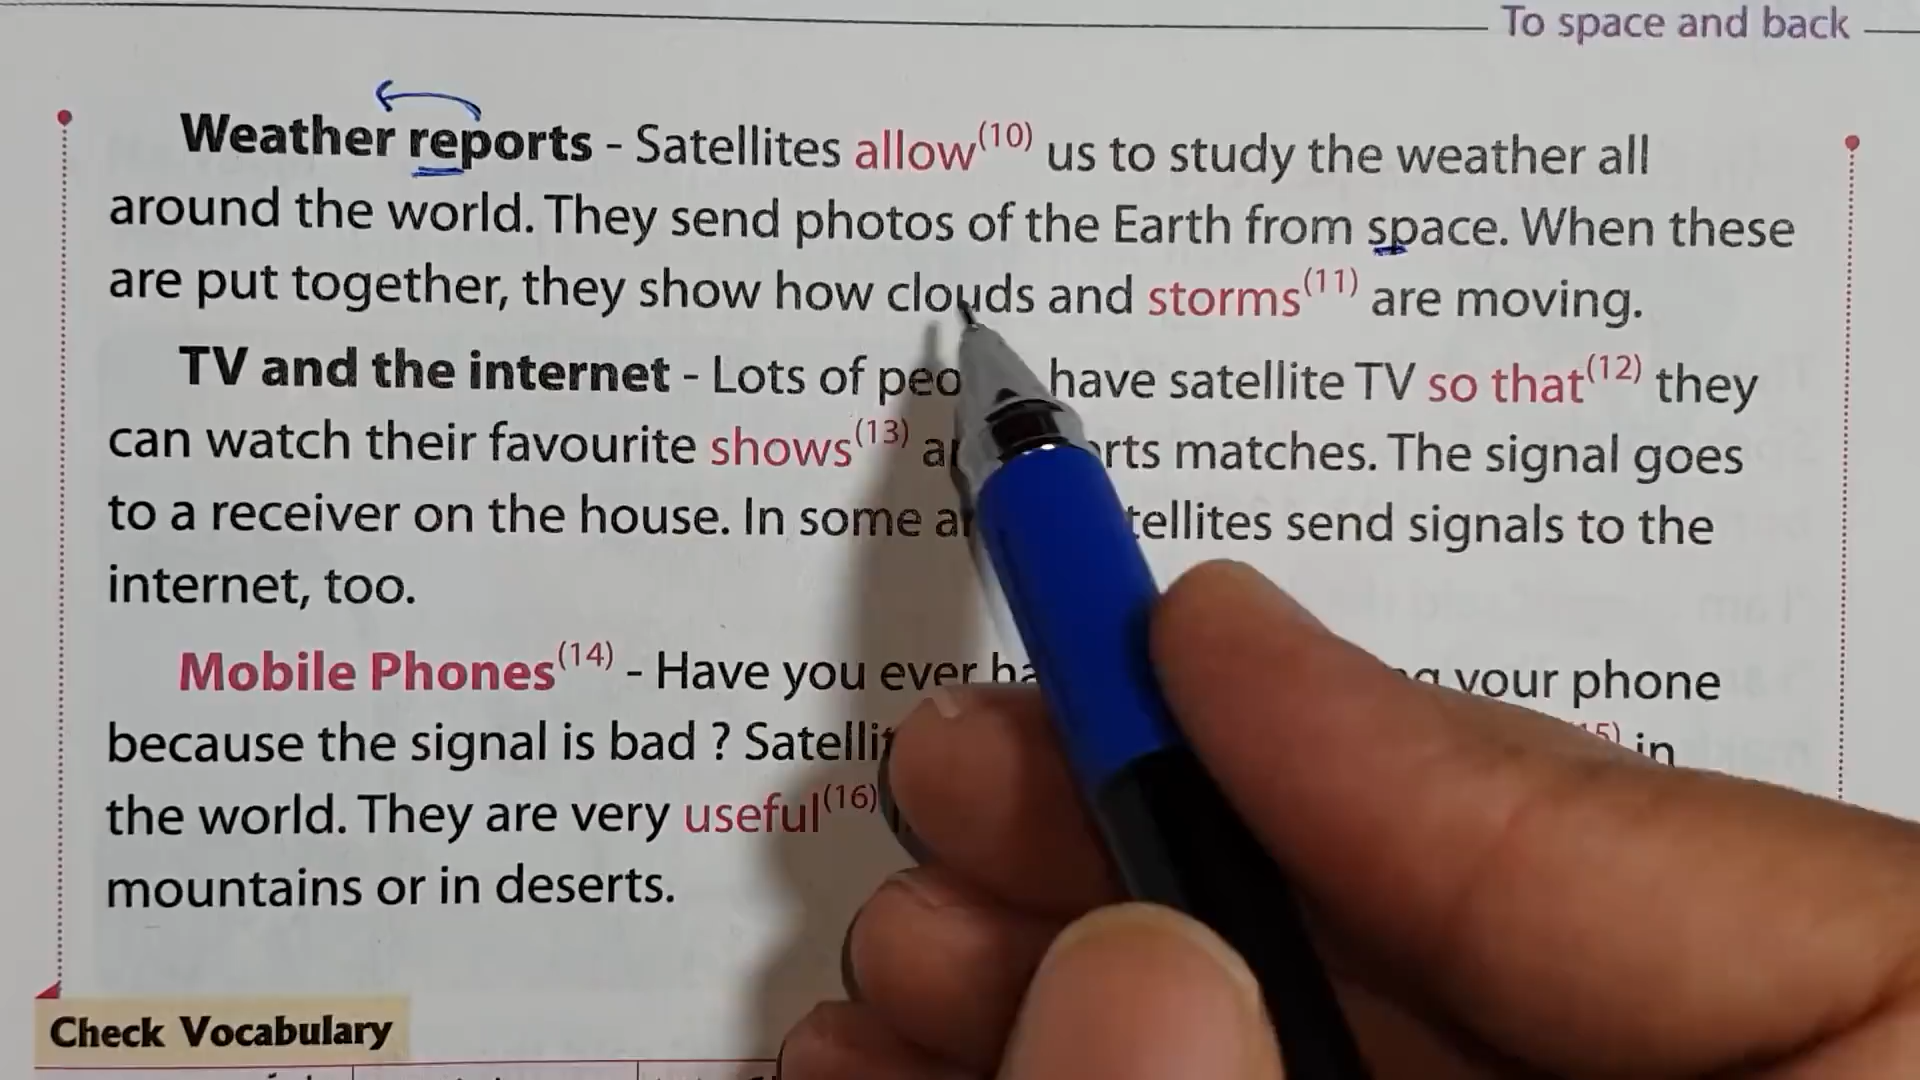 To space and back
Weather reports - Satellites allow(10) us to study the weather all
around the world. They send photos of the Earth from space. When these
are put together, they show how clouds and storms(11) are moving.
TV and the internet - Lots of have satellite TV so that(12) they
can watch their favourite shows(13) matches. The signal goes
to a receiver on the house. In some send signals to the
internet, too.
Mobile Phones(14) - Have you ever your phone
because the signal is bad ? in
the world. They are very useful(16)
mountains or in deserts.
Check Vocabulary